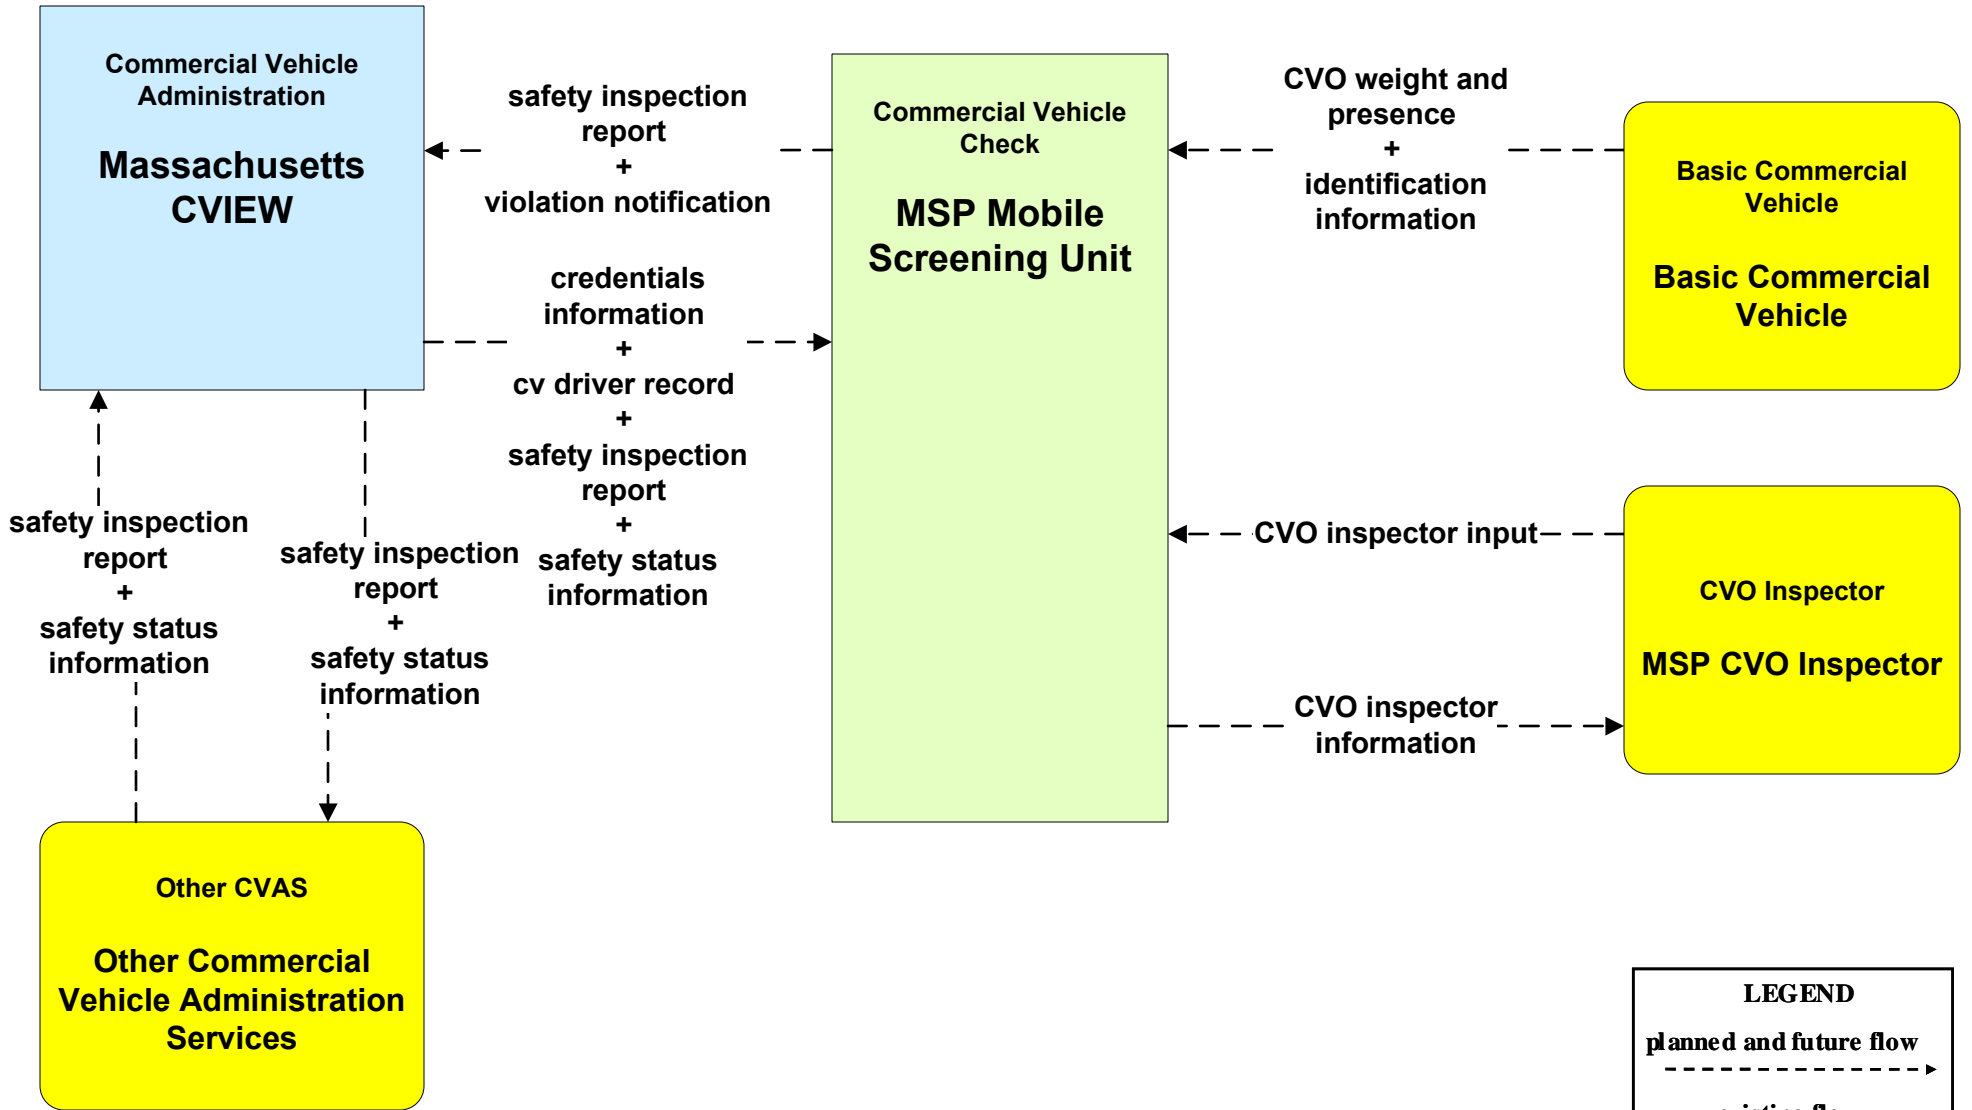 Commercial Vehicle
Administration
Massachusetts
CVIEW
safety inspection
report
+
violation notification
credentials
information
+
cv driver record
+
safety inspection
report
+
safety status
information
Commercial Vehicle
Check
MSP Mobile
Screening Unit
CVO weight and
presence
+
identification
information
Basic Commercial
Vehicle
Basic Commercial
Vehicle
CVO inspector input
CVO inspector
information
CVO Inspector
MSP CVO Inspector
safety inspection
report
+
safety status
information
safety inspection
report
+
safety status
information
Other CVAS
Other Commercial
Vehicle Administration
Services
LEGEND
planned and future flow